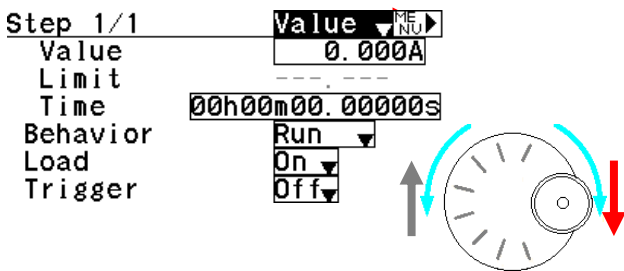 Step 1/1 Value ▼ MENU ▶
Value 0.000A
Limit ---.---
Time 00h00m00.00000s
Behavior Run ▼
Load On ▼
Trigger Off▼